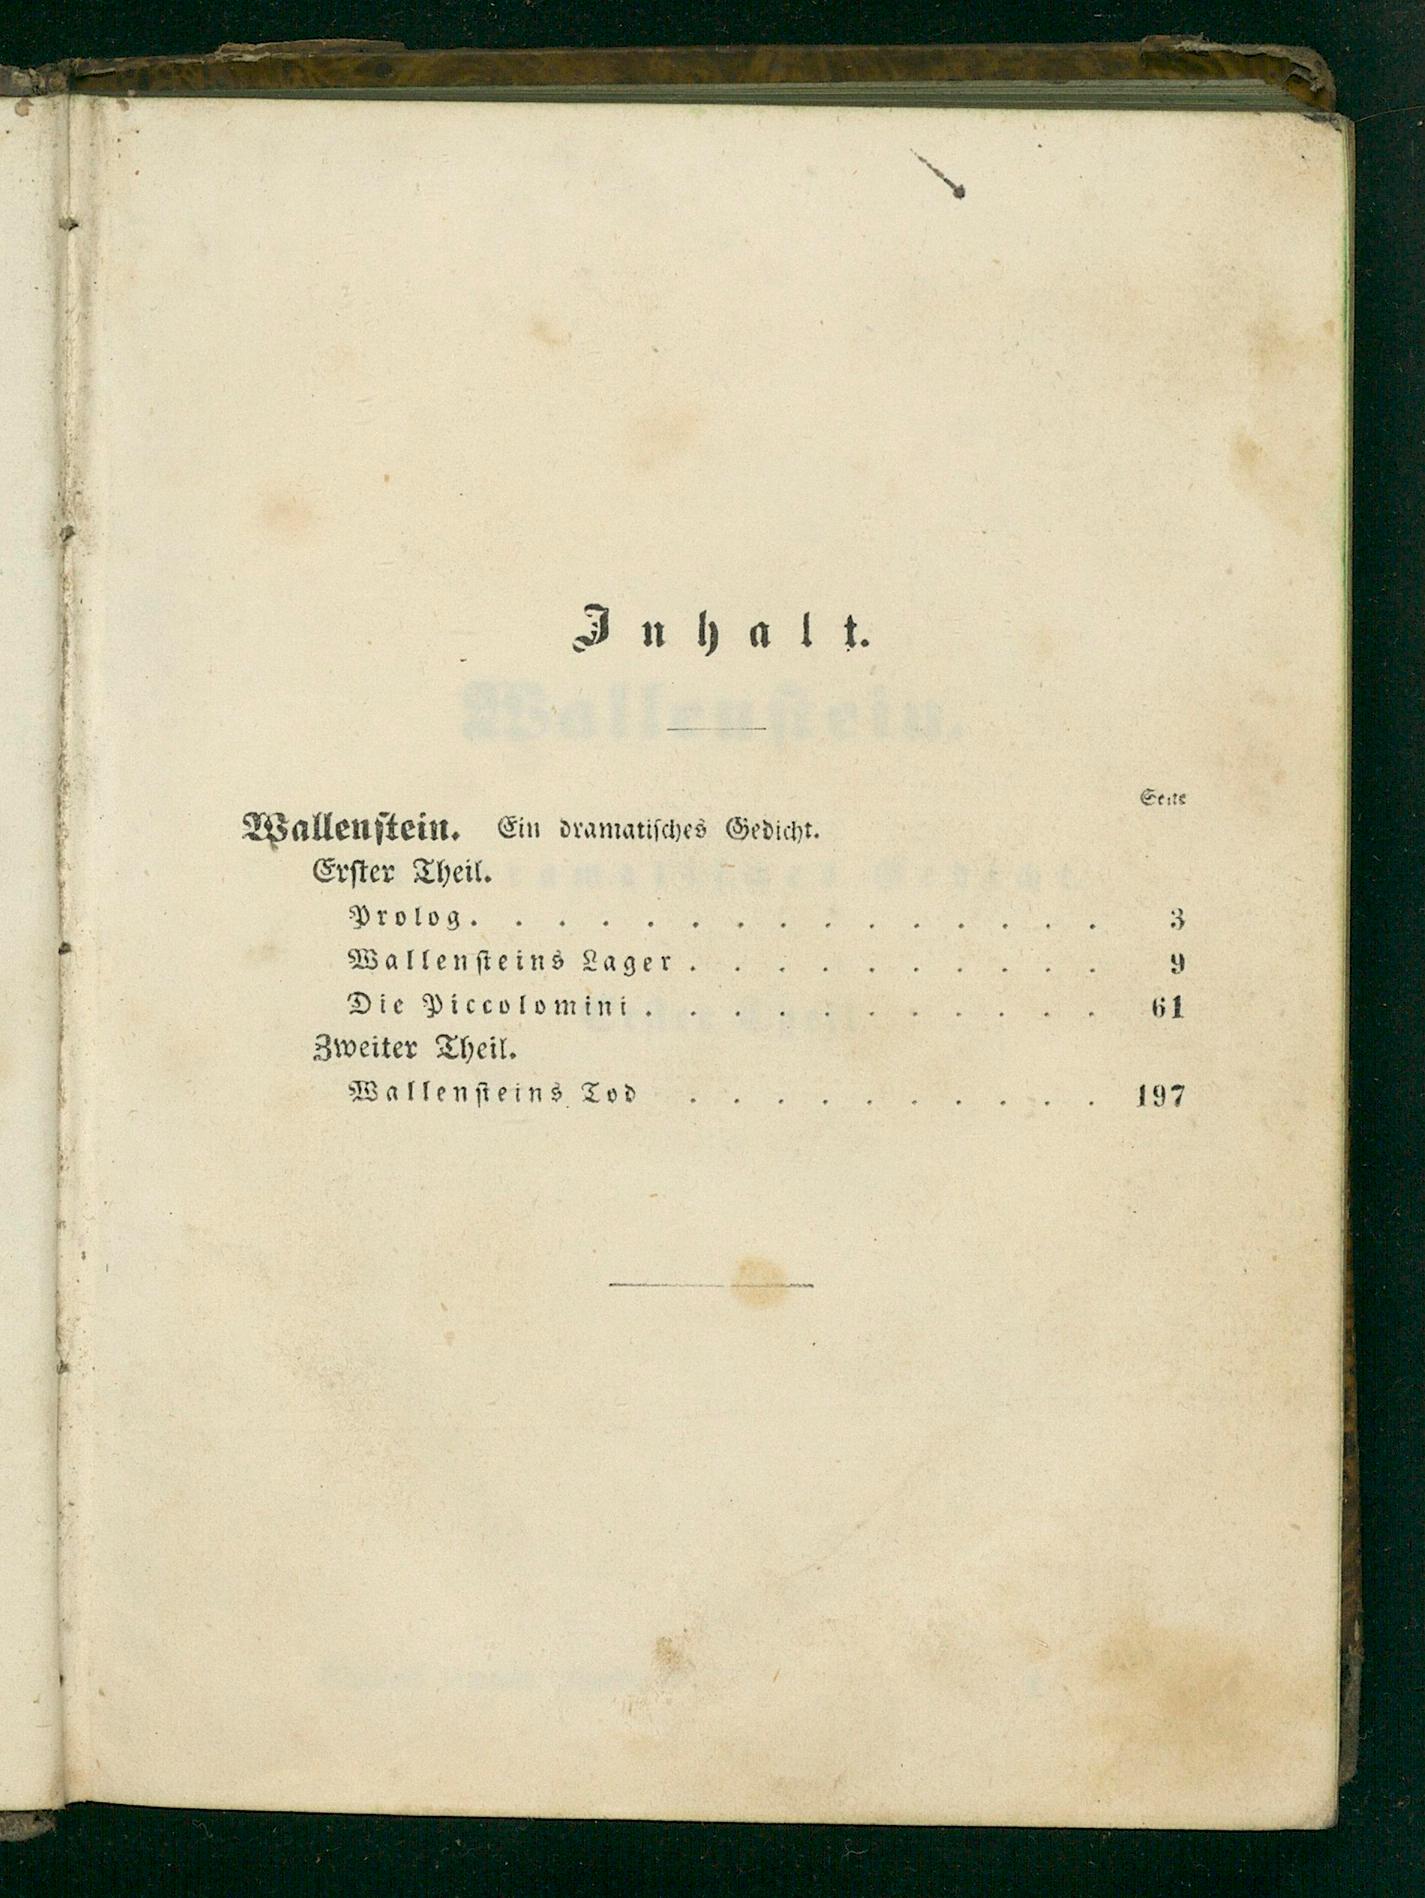 Inhalt.
Seite
Wallenſtein. Ein dramatiſches Gedicht.
Erſter Theil.
Prolog. . . . . . . . . . . . . . . 3
Wallenſteins Lager . . . . . . . . . . 9
Die Piccolomini . . . . . . . . . . . 61
Zweiter Theil.
Wallenſteins Tod . . . . . . . . . . 197